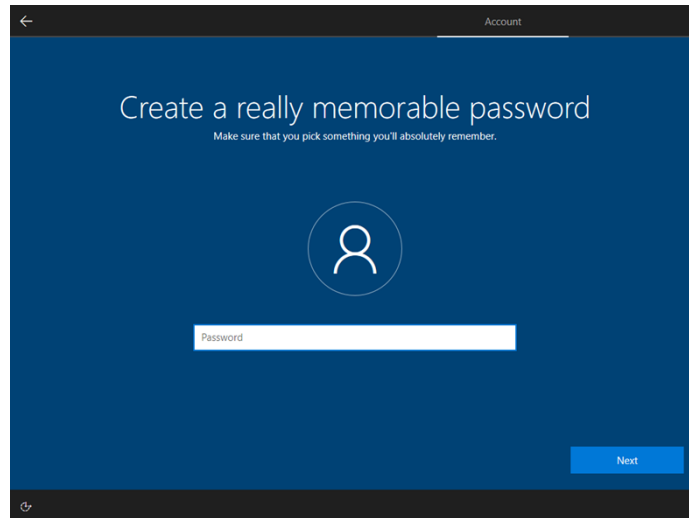 Account
Create a really memorable password
Make sure that you pick something you'll absolutely remember.
Password
Next